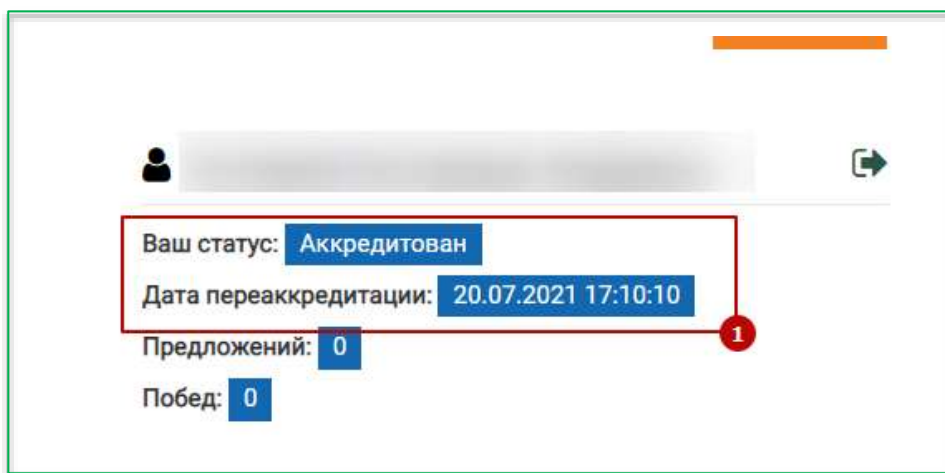 Ваш статус: Аккредитован
Дата переаккредитации: 20.07.2021 17:10:10
1
Предложений: 0
Побед: 0